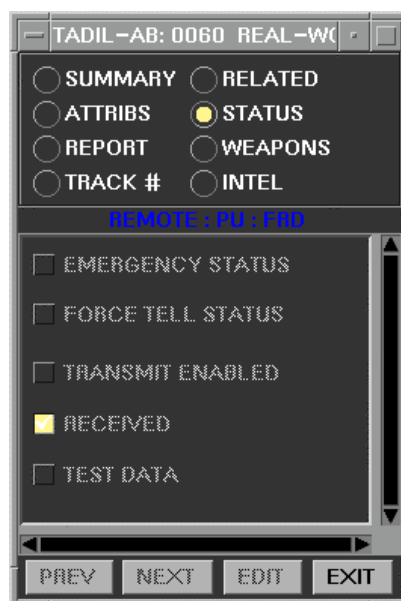 TADIL-AB: 0060 REAL-W(
SUMMARY RELATED
ATTRIBS STATUS
REPORT WEAPONS
TRACK # INTEL
REMOTE : PU : FRD
EMERGENCY STATUS
FORCE TELL STATUS
TRANSMIT ENABLED
RECEIVED
TEST DATA
PREV NEXT EDIT EXIT